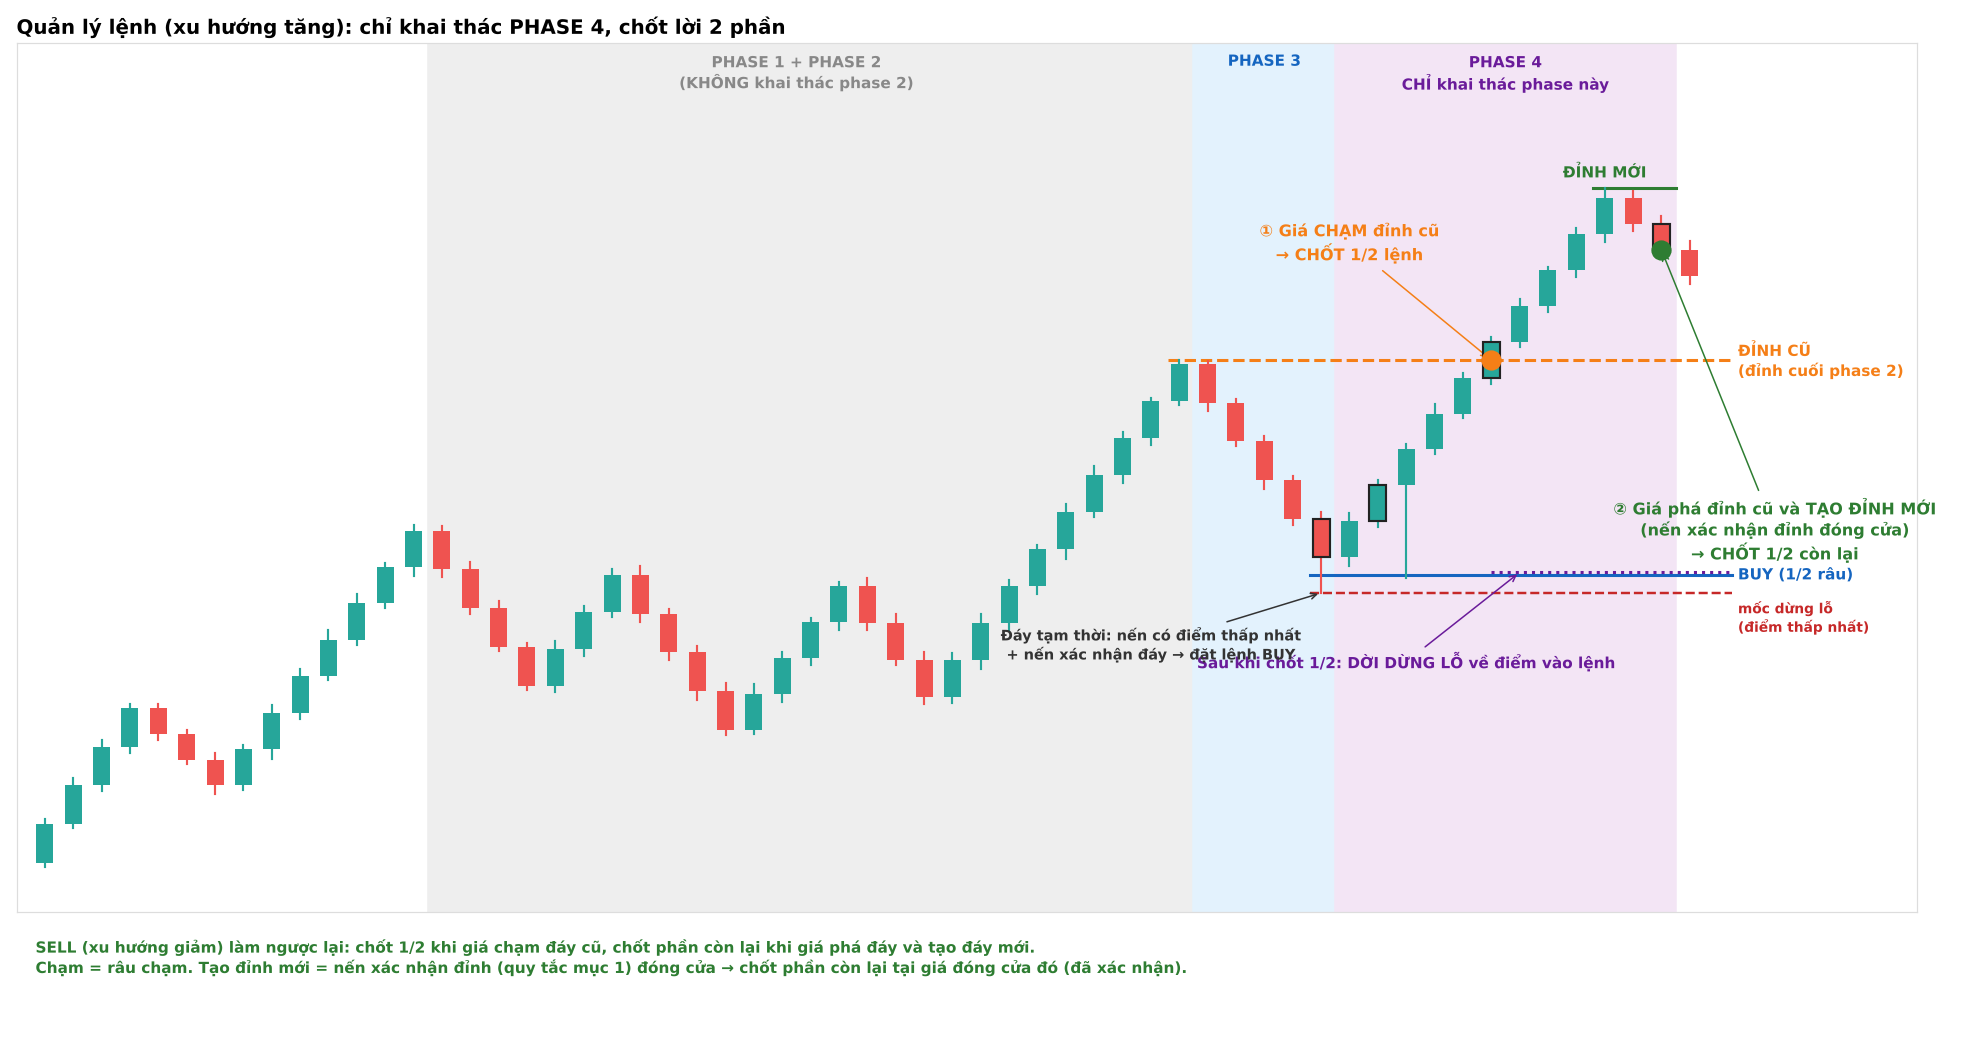 Quản lý lệnh (xu hướng tăng): chỉ khai thác PHASE 4, chốt lời 2 phần
PHASE 1 + PHASE 2
(KHÔNG khai thác phase 2)
PHASE 3
PHASE 4
CHỈ khai thác phase này
ĐỈNH MỚI
① Giá CHẠM đỉnh cũ
→ CHỐT 1/2 lệnh
ĐỈNH CŨ
(đỉnh cuối phase 2)
② Giá phá đỉnh cũ và TẠO ĐỈNH MỚI
(nến xác nhận đỉnh đóng cửa)
→ CHỐT 1/2 còn lại
BUY (1/2 râu)
mốc dừng lỗ
(điểm thấp nhất)
Đáy tạm thời: nến có điểm thấp nhất
+ nến xác nhận đáy → đặt lệnh BUY
Sau khi chốt 1/2: DỜI DỪNG LỖ về điểm vào lệnh
SELL (xu hướng giảm) làm ngược lại: chốt 1/2 khi giá chạm đáy cũ, chốt phần còn lại khi giá phá đáy và tạo đáy mới.
Chạm = râu chạm. Tạo đỉnh mới = nến xác nhận đỉnh (quy tắc mục 1) đóng cửa → chốt phần còn lại tại giá đóng cửa đó (đã xác nhận).